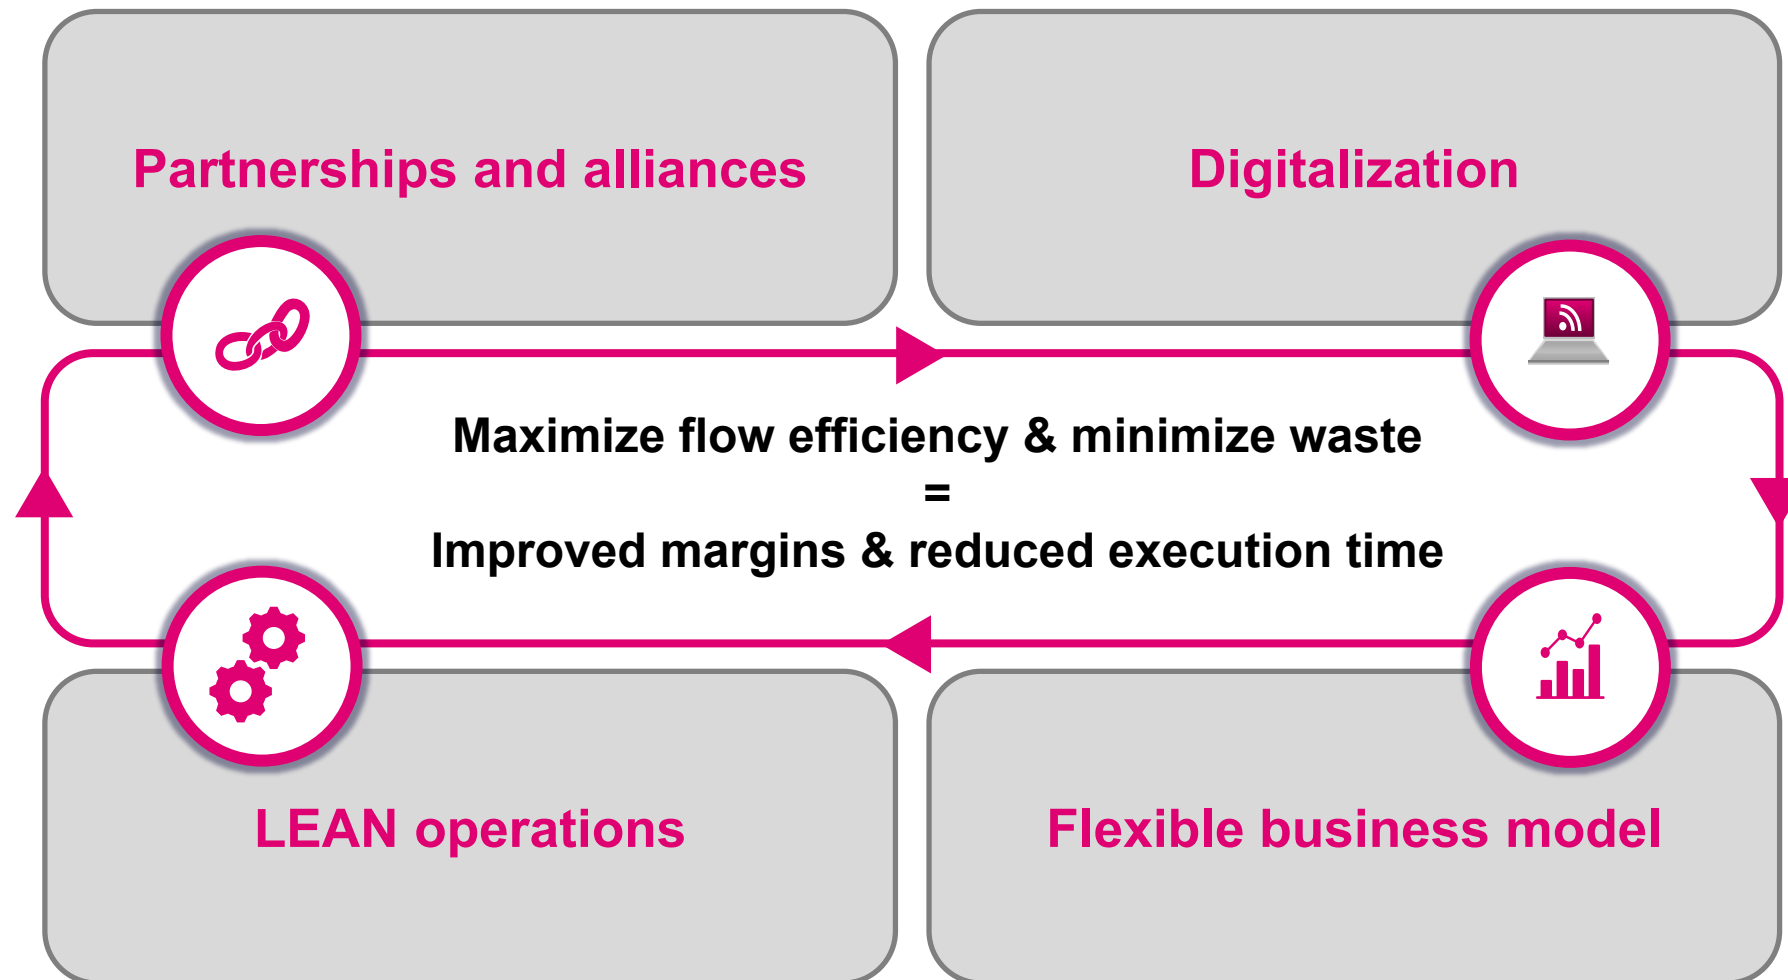 Partnerships and alliances
Digitalization
Maximize flow efficiency & minimize waste
=
Improved margins & reduced execution time
LEAN operations
Flexible business model